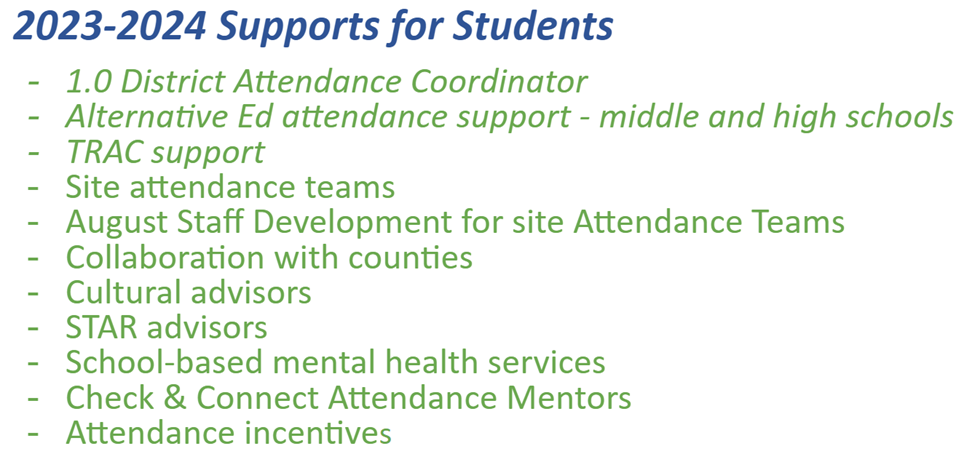 2023-2024 Supports for Students
- 1.0 District Attendance Coordinator
- Alternative Ed attendance support - middle and high schools
- TRAC support
- Site attendance teams
- August Staff Development for site Attendance Teams
- Collaboration with counties
- Cultural advisors
- STAR advisors
- School-based mental health services
- Check & Connect Attendance Mentors
- Attendance incentives